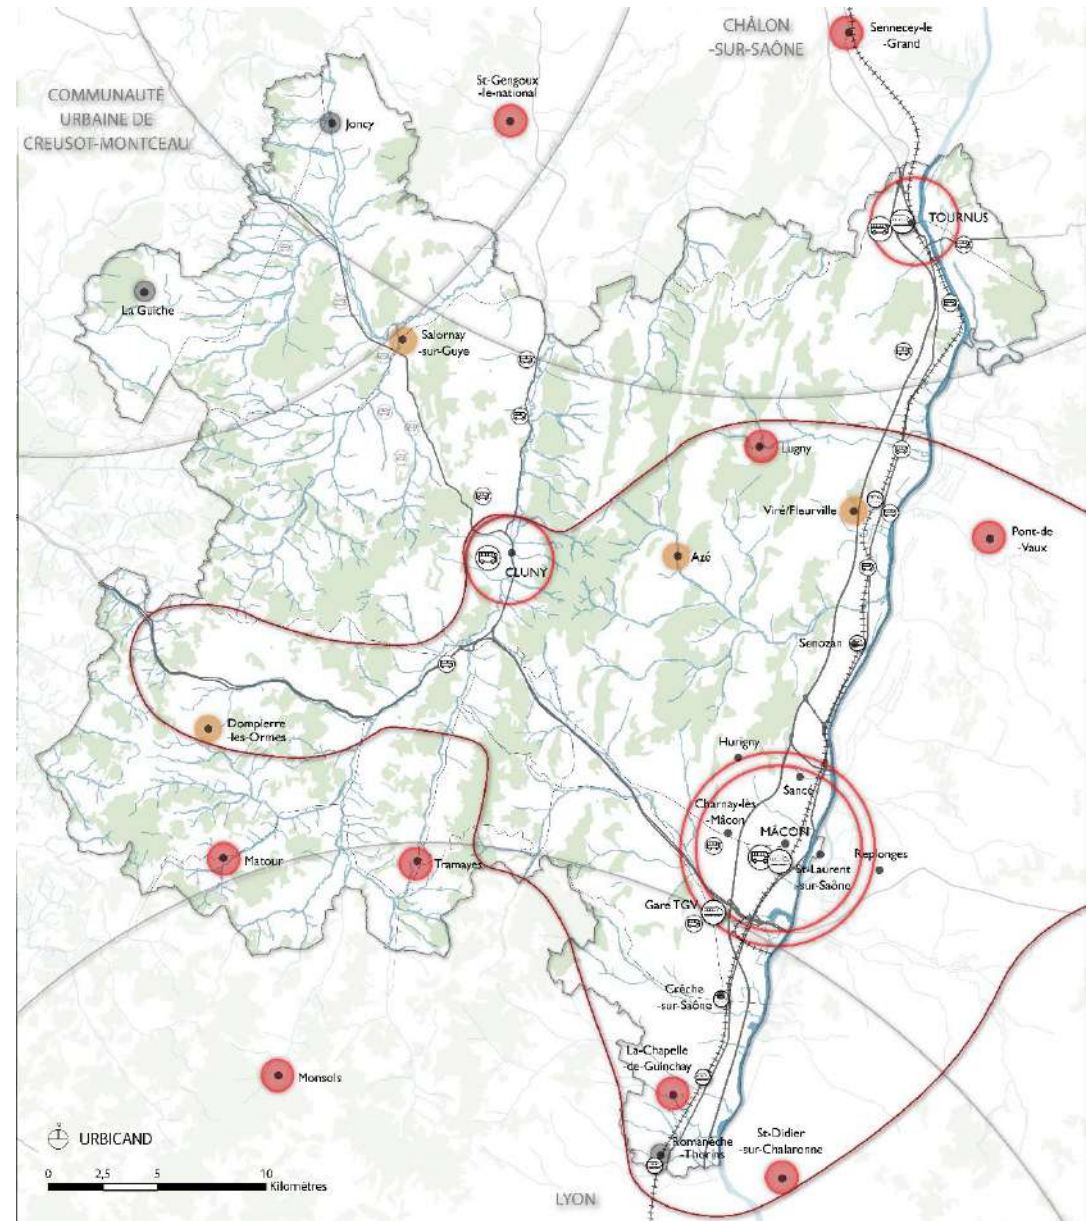 CHÂLON
-SUR-SAÔNE
Sennecey-le
-Grand
COMMUNAUTÉ
URBAINE DE
CREUSOT-MONTCEAU
St-Gengoux
-le-national
Joncy
TOURNUS
La Guiche
Salornay
-sur-Guye
Lugny
Viré/Fleurville
Pont-de
-Vaux
Azé
CLUNY
Senozan
Dompierre
-les-Ormes
Hurigny
Sancé
Charnay-lès
-Mâcon
MÂCON
Replonges
St-Laurent
-sur-Saône
Matour
Tramayes
Gare TGV
Crêche
-sur-Saône
La-Chapelle
-de-Guinchay
Monsols
Romanèche
-Thorins
St-Didier
-sur-Chalaronne
N
URBICAND
0 2,5 5 10
Kilomètres
LYON